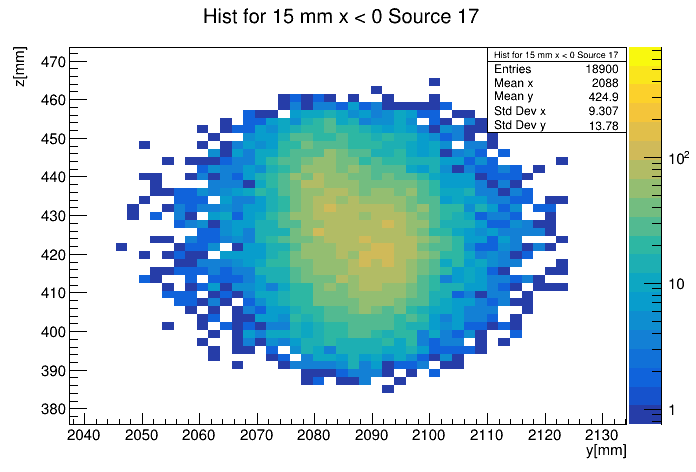 Hist for 15 mm x < 0 Source 17
z[mm]
Hist for 15 mm x < 0 Source 17
Entries 18900
Mean x 2088
Mean y 424.9
Std Dev x 9.307
Std Dev y 13.78
470
460
450
440
430
420
410
400
390
380
10²
10
1
2040 2050 2060 2070 2080 2090 2100 2110 2120 2130
y[mm]